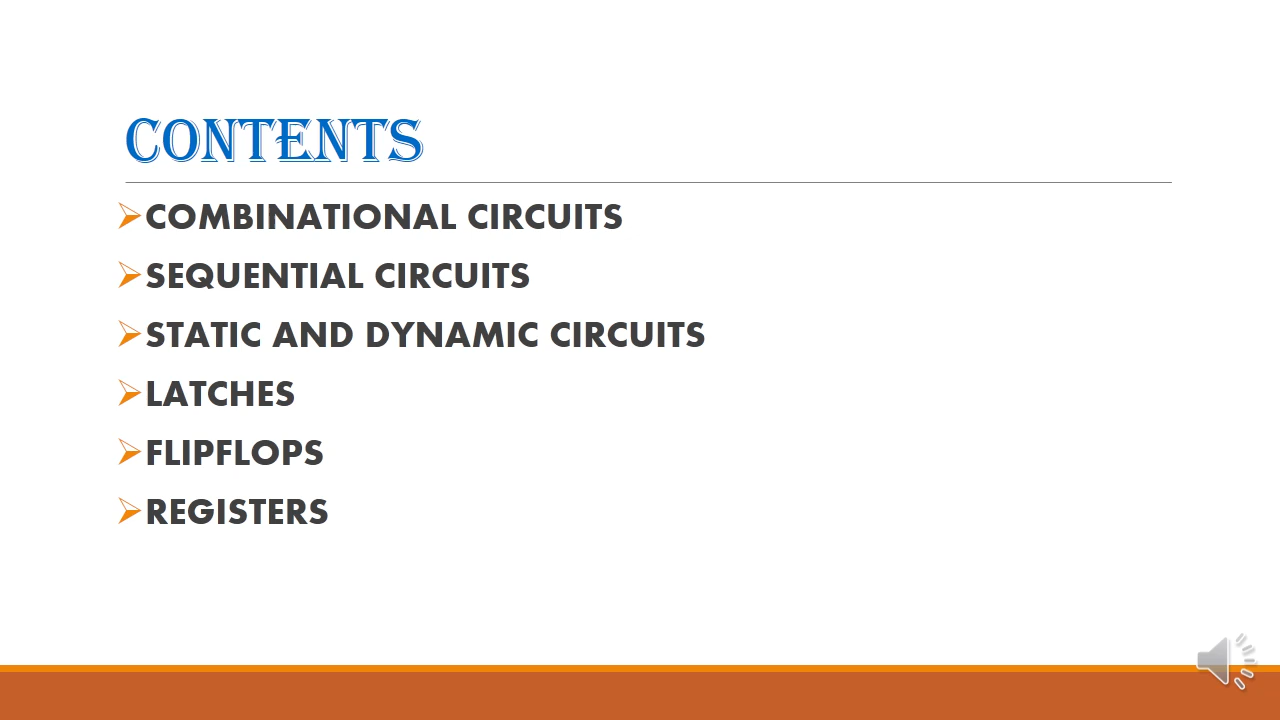 CONTENTS
COMBINATIONAL CIRCUITS
SEQUENTIAL CIRCUITS
STATIC AND DYNAMIC CIRCUITS
LATCHES
FLIPFLOPS
REGISTERS